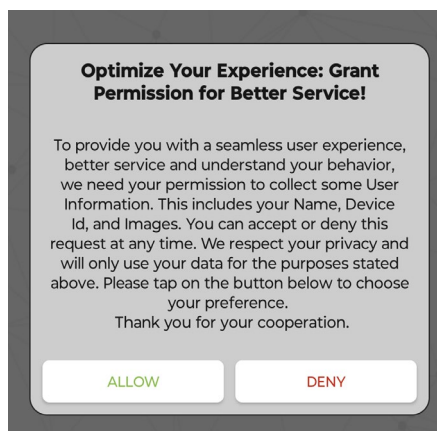 Optimize Your Experience: Grant
Permission for Better Service!
To provide you with a seamless user experience,
better service and understand your behavior,
we need your permission to collect some User
Information. This includes your Name, Device
Id, and Images. You can accept or deny this
request at any time. We respect your privacy and
will only use your data for the purposes stated
above. Please tap on the button below to choose
your preference.
Thank you for your cooperation.
ALLOW DENY